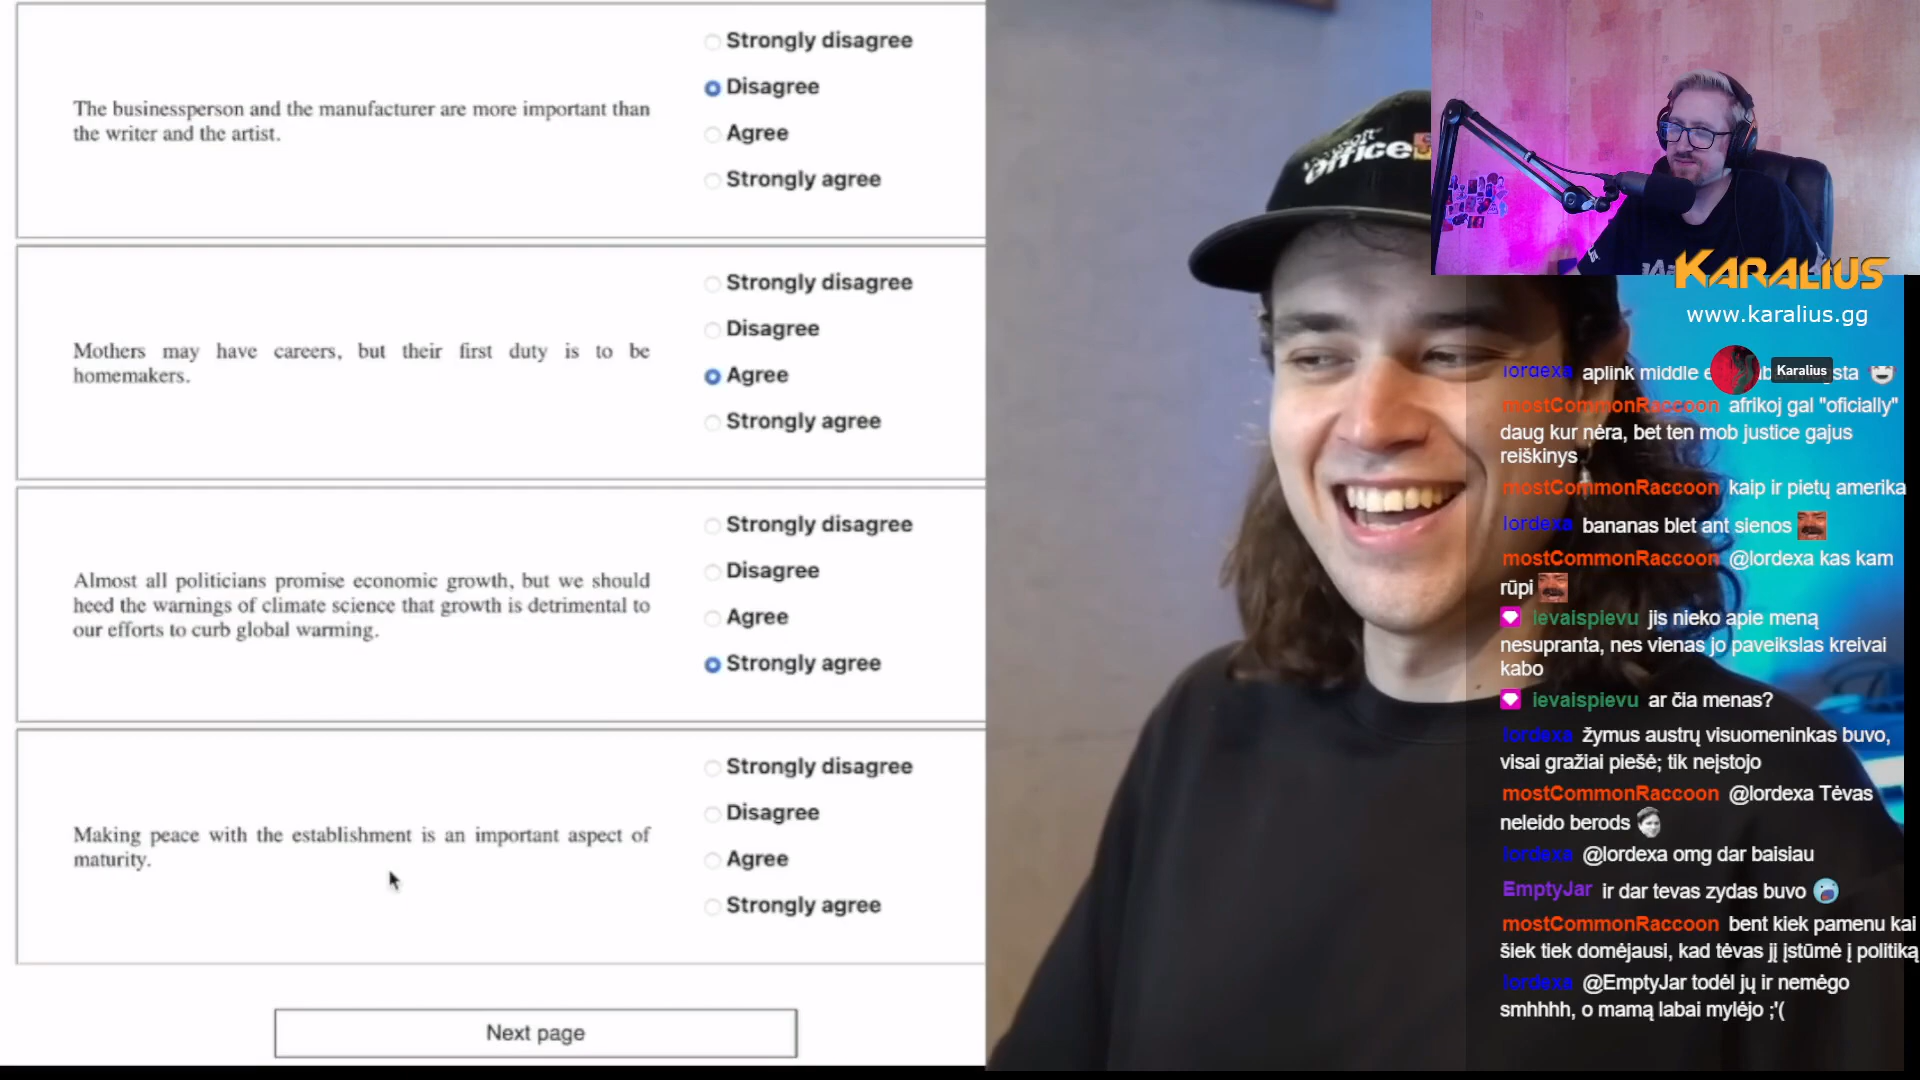 Strongly disagree
Disagree
The businessperson and the manufacturer are more important than
the writer and the artist.
Agree
Strongly agree
Strongly disagree
Disagree
Mothers may have careers, but their first duty is to be
homemakers.
Agree
Strongly agree
Strongly disagree
Disagree
Almost all politicians promise economic growth, but we should
heed the warnings of climate science that growth is detrimental to
our efforts to curb global warming.
Agree
Strongly agree
Strongly disagree
Disagree
Making peace with the establishment is an important aspect of
maturity.
Agree
Strongly agree
Next page
Office
KARALIUS
www.karalius.gg
Karalius
lordexa aplink middle
mostCommonRaccoon afrikoj gal "oficially"
daug kur nėra, bet ten mob justice gajus
reiškinys
mostCommonRaccoon kaip ir pietų amerika
lordexa bananas blet ant sienos
mostCommonRaccoon @lordexa kas kam
rūpi
ievaispievu jis nieko apie meną
nesupranta, nes vienas jo paveikslas kreivai
kabo
ievaispievu ar čia menas?
lordexa žymus austrų visuomeninkas buvo,
visai gražiai piešė; tik neįstojo
mostCommonRaccoon @lordexa Tėvas
neleido berods
lordexa @lordexa omg dar baisiau
EmptyJar ir dar tevas zydas buvo
mostCommonRaccoon bent kiek pamenu kai
šiek tiek domėjausi, kad tėvas jį įstūmė į politiką
lordexa @EmptyJar todėl jų ir nemėgo
smhhhh, o mamą labai mylėjo ;'(